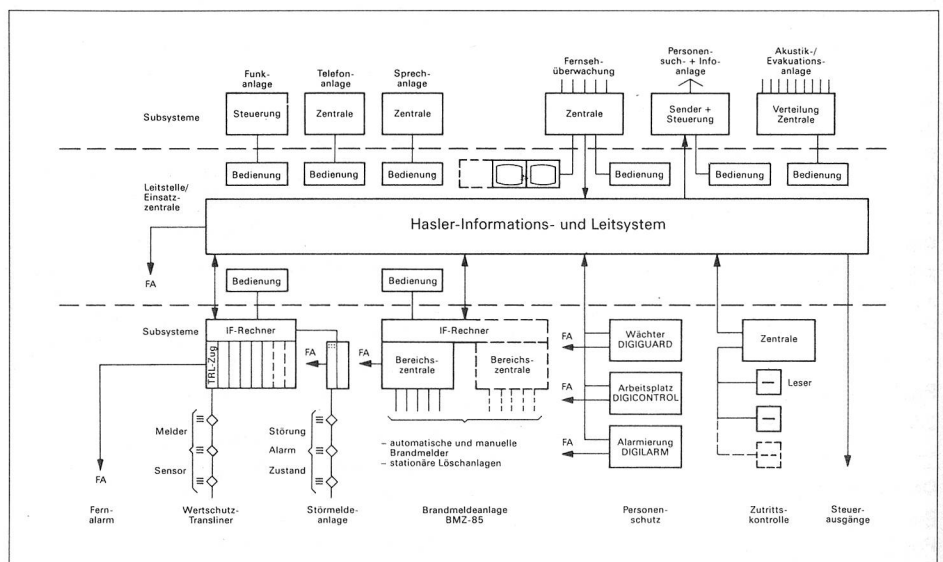 Funk-
anlage
Telefon-
anlage
Sprech-
anlage
Fernseh-
überwachung
Personen-
such- + Info-
anlage
Akustik-/
Evakuations-
anlage
Subsysteme
Steuerung
Zentrale
Zentrale
Zentrale
Sender +
Steuerung
Verteilung
Zentrale
Bedienung
Bedienung
Bedienung
Bedienung
Bedienung
Bedienung
Leitstelle/
Einsatz-
zentrale
Hasler-Informations- und Leitsystem
FA
Bedienung
Bedienung
Subsysteme
IF-Rechner
TRL-Zug
FA
FA
IF-Rechner
Bereichs-
zentrale
Bereichs-
zentrale
FA
Wächter
DIGIGUARD
Zentrale
FA
Arbeitsplatz
DIGICONTROL
Leser
FA
Alarmierung
DIGILARM
Melder
Sensor
Störung
Alarm
Zustand
– automatische und manuelle
Brandmelder
– stationäre Löschanlagen
FA
Fern-
alarm
Wertschutz-
Transliner
Störmelde-
anlage
Brandmeldeanlage
BMZ-85
Personen-
schutz
Zutritts-
kontrolle
Steuer-
ausgänge